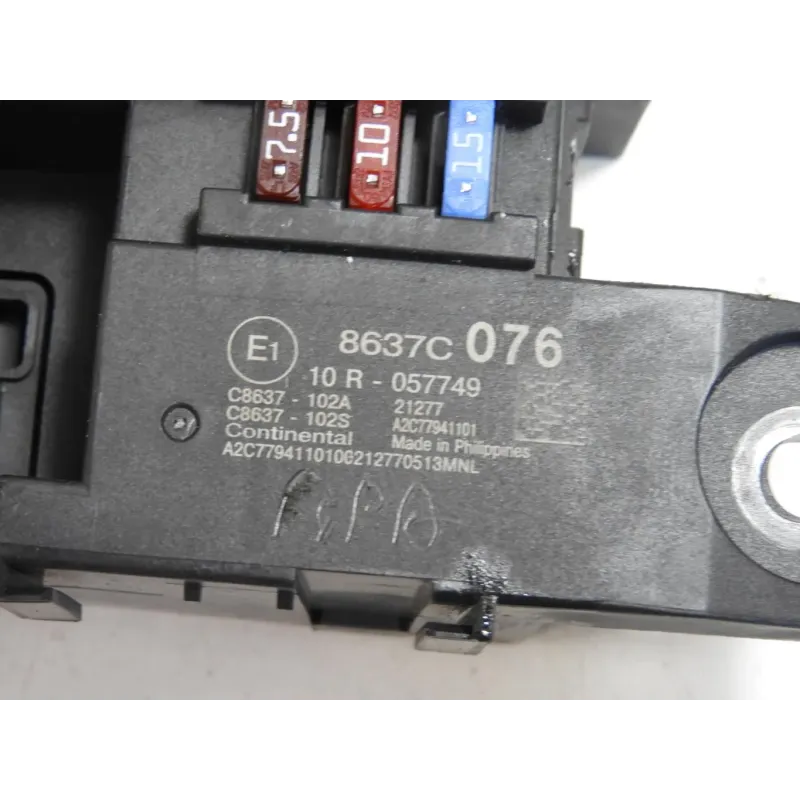 7.5 10 15
E1 8637C 076
10 R - 057749
C8637 - 102A 21277
C8637 - 102S A2C77941101
Continental Made in Philippines
A2C7794110100212770513MNL